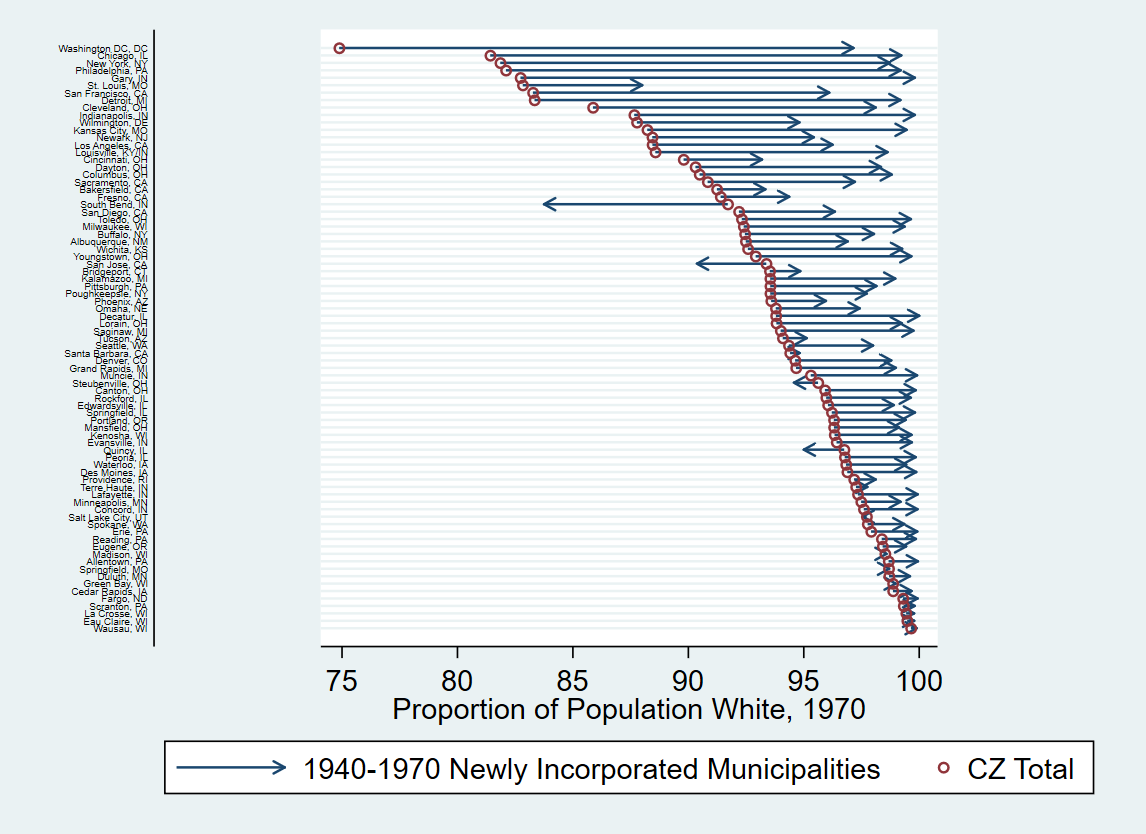 Washington DC, DC
Chicago, IL
New York, NY
Philadelphia, PA
Gary, IN
St. Louis, MO
San Francisco, CA
Detroit, MI
Cleveland, OH
Indianapolis, IN
Wilmington, DE
Kansas City, MO
Newark, NJ
Los Angeles, CA
Louisville, KY/IN
Cincinnati, OH
Dayton, OH
Columbus, OH
Sacramento, CA
Bakersfield, CA
Fresno, CA
South Bend, IN
San Diego, CA
Toledo, OH
Milwaukee, WI
Buffalo, NY
Albuquerque, NM
Wichita, KS
Youngstown, OH
San Jose, CA
Bridgeport, CT
Kalamazoo, MI
Pittsburgh, PA
Poughkeepsie, NY
Phoenix, AZ
Omaha, NE
Decatur, IL
Lorain, OH
Saginaw, MI
Tucson, AZ
Seattle, WA
Santa Barbara, CA
Denver, CO
Grand Rapids, MI
Muncie, IN
Steubenville, OH
Canton, OH
Rockford, IL
Edwardsville, IL
Springfield, IL
Portland, OR
Mansfield, OH
Kenosha, WI
Evansville, IN
Quincy, IL
Peoria, IL
Waterloo, IA
Des Moines, IA
Providence, RI
Terre Haute, IN
Lafayette, IN
Minneapolis, MN
Concord, IN
Salt Lake City, UT
Spokane, WA
Erie, PA
Reading, PA
Eugene, OR
Madison, WI
Allentown, PA
Springfield, MO
Duluth, MN
Green Bay, WI
Cedar Rapids, IA
Fargo, ND
Scranton, PA
La Crosse, WI
Eau Claire, WI
Wausau, WI
75 80 85 90 95 100
Proportion of Population White, 1970
1940-1970 Newly Incorporated Municipalities CZ Total